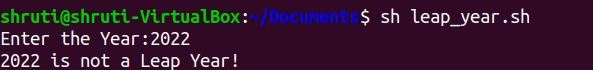 shruti@shruti-VirtualBox:~/Documents$ sh leap_year.sh
Enter the Year:2022
2022 is not a Leap Year!